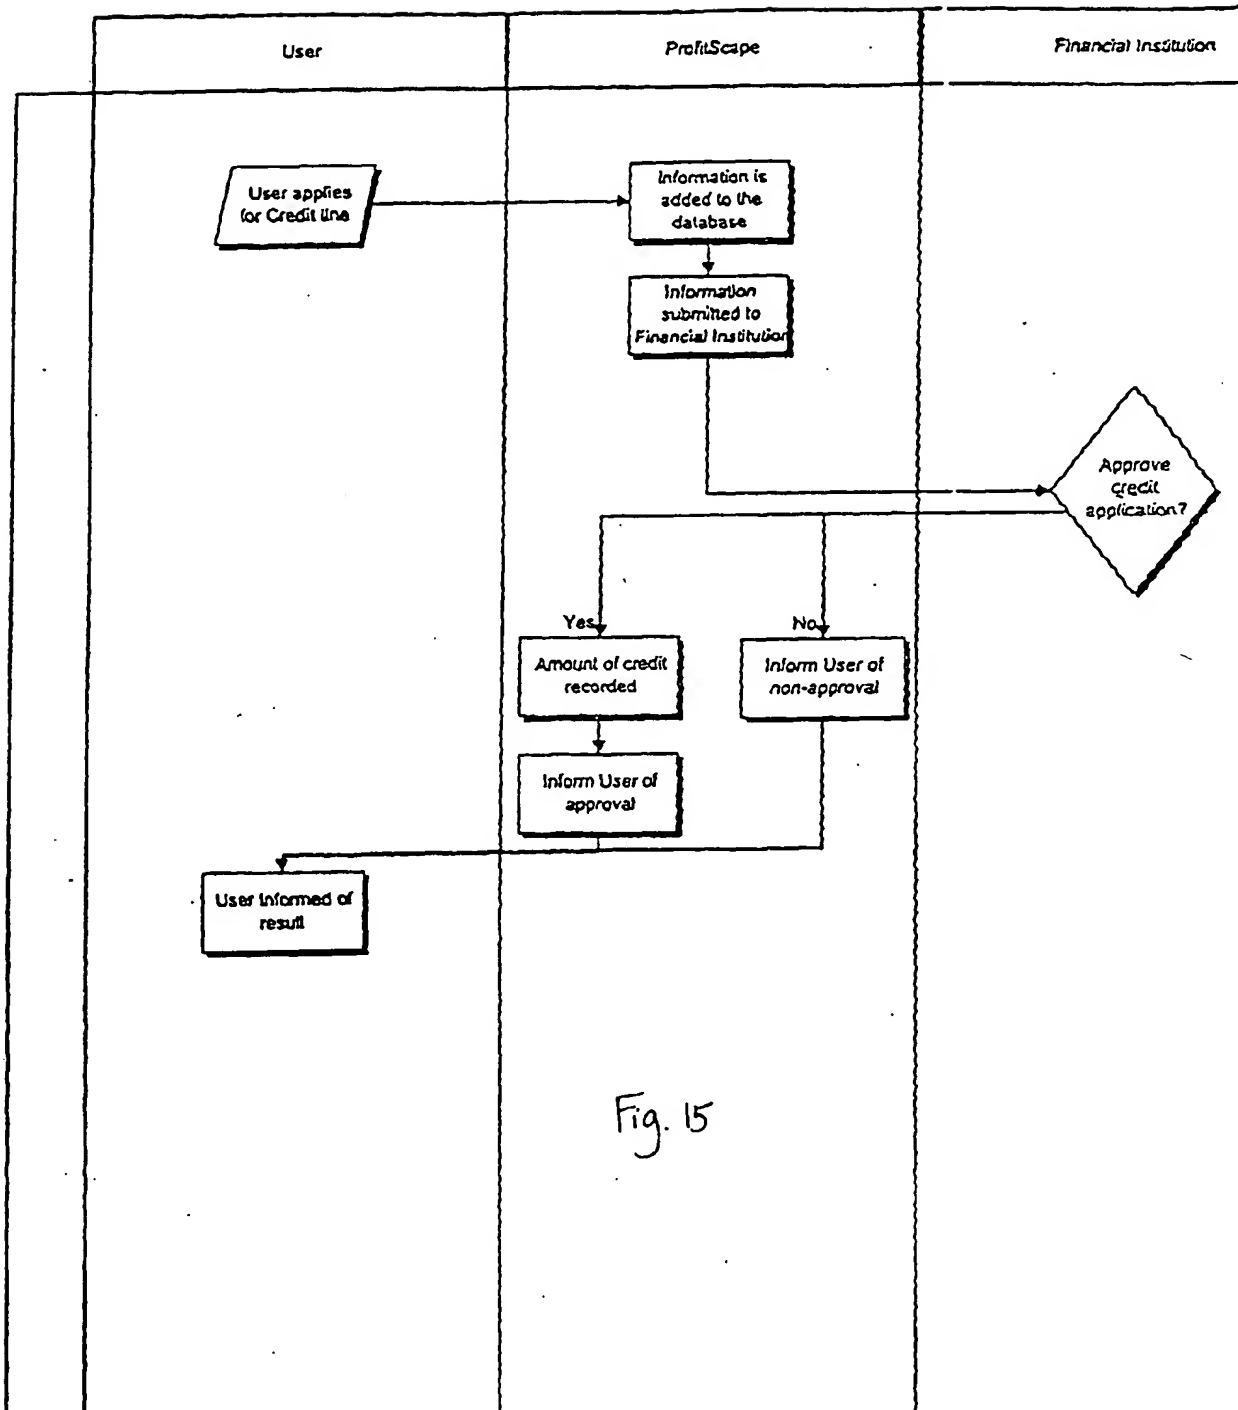 User
ProfitScape
Financial Institution
User applies
for Credit line
Information is
added to the
database
Information
submitted to
Financial Institution
Approve
credit
application?
Yes
No
Amount of credit
recorded
Inform User of
non-approval
Inform User of
approval
User informed of
result
Fig. 15